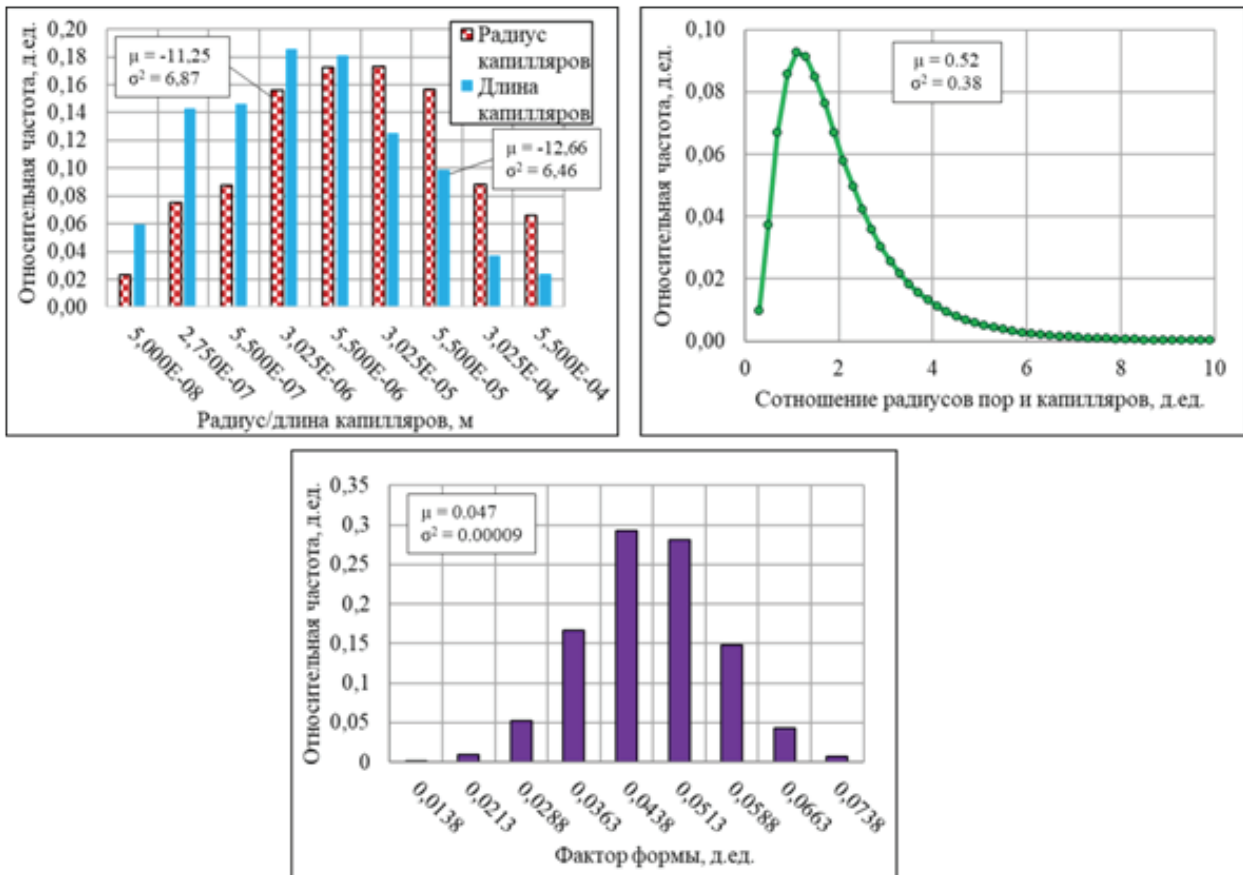 0,20
0,18
0,16
0,14
0,12
0,10
0,08
0,06
0,04
0,02
0,00
Относительная частота, д.ед.
μ = -11,25
σ² = 6,87
Радиус
капилляров
Длина
капилляров
μ = -12,66
σ² = 6,46
5,000E-08
2,750E-07
5,500E-07
3,025E-06
5,500E-06
3,025E-05
5,500E-05
3,025E-04
5,500E-04
Радиус/длина капилляров, м
0,10
0,08
0,06
0,04
0,02
0,00
Относительная частота, д.ед.
μ = 0.52
σ² = 0.38
0 2 4 6 8 10
Сотношение радиусов пор и капилляров, д.ед.
0,35
0,3
0,25
0,2
0,15
0,1
0,05
0
Относительная частота, д.ед.
μ = 0.047
σ² = 0.00009
0,0138
0,0213
0,0288
0,0363
0,0438
0,0513
0,0588
0,0663
0,0738
Фактор формы, д.ед.